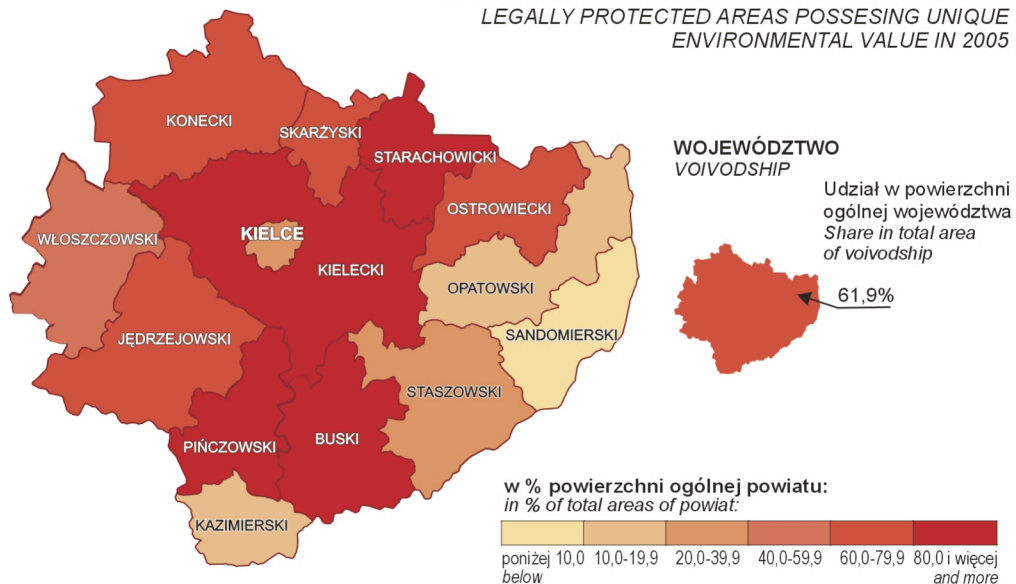 LEGALLY PROTECTED AREAS POSSESING UNIQUE
ENVIRONMENTAL VALUE IN 2005
KONECKI
SKARŻYSKI
STARACHOWICKI
WŁOSZCZOWSKI
KIELCE
OSTROWIECKI
KIELECKI
OPATOWSKI
JĘDRZEJOWSKI
SANDOMIERSKI
STASZOWSKI
PIŃCZOWSKI
BUSKI
KAZIMIERSKI
WOJEWÓDZTWO
VOIVODSHIP
Udział w powierzchni
ogólnej województwa
Share in total area
of voivodship
61,9%
w % powierzchni ogólnej powiatu:
in % of total areas of powiat:
poniżej 10,0 10,0-19,9 20,0-39,9 40,0-59,9 60,0-79,9 80,0 i więcej
below and more